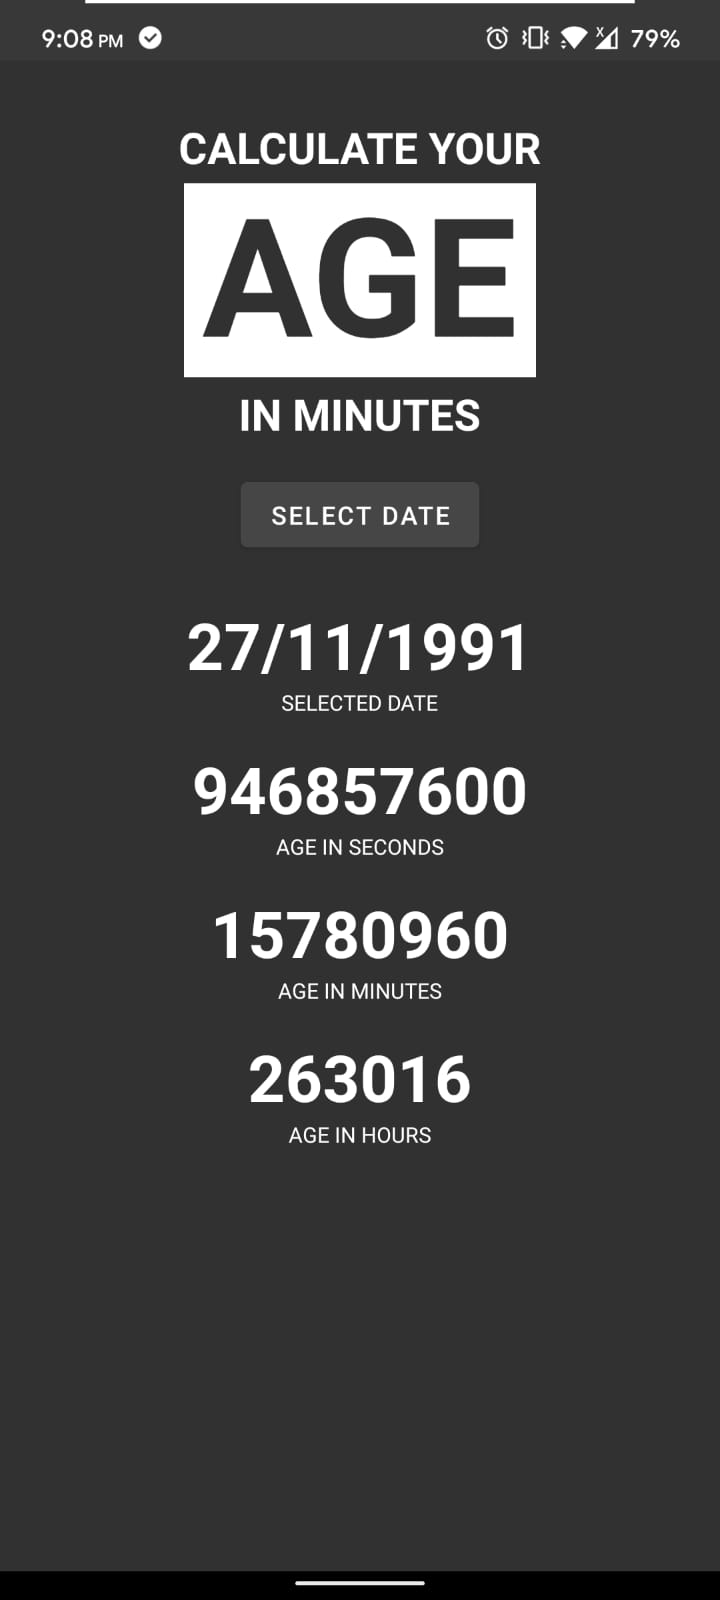 9:08 PM 79%
CALCULATE YOUR
AGE
IN MINUTES
SELECT DATE
27/11/1991
SELECTED DATE
946857600
AGE IN SECONDS
15780960
AGE IN MINUTES
263016
AGE IN HOURS